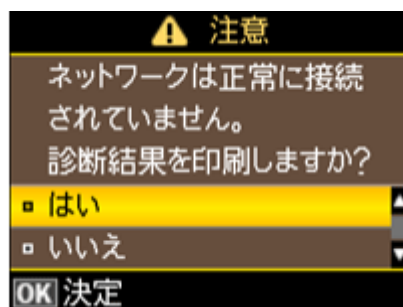 注意
ネットワークは正常に接続
されていません。
診断結果を印刷しますか?
はい
いいえ
OK 決定